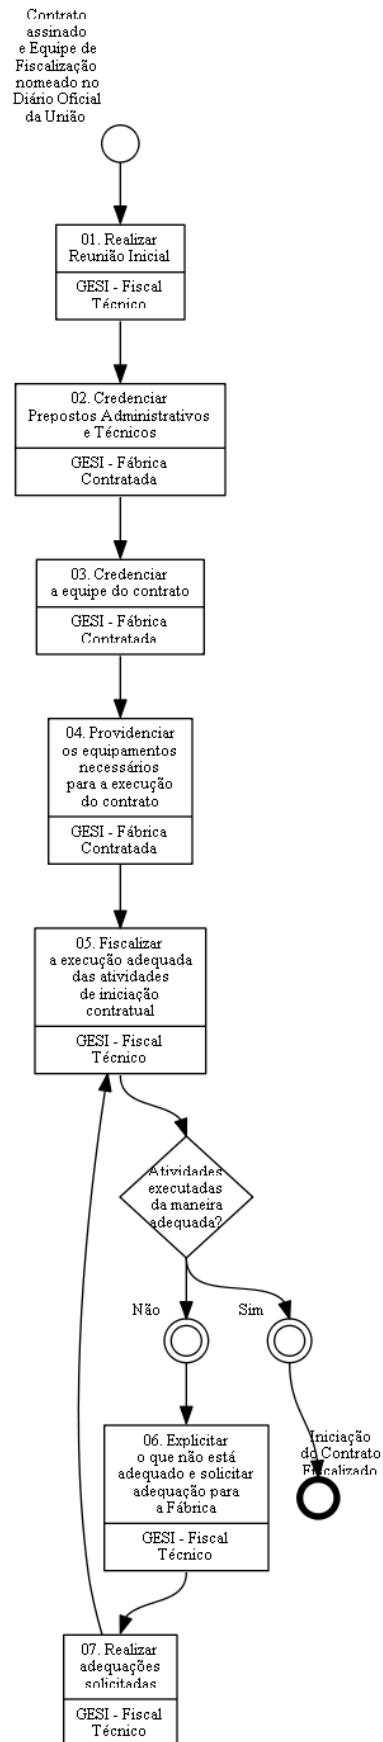 Contrato
assinado
e Equipe de
Fiscalização
nomeado no
Diário Oficial
da União
01. Realizar
Reunião Inicial
GESI - Fiscal
Técnico
02. Credenciar
Prepostos Administrativos
e Técnicos
GESI - Fábrica
Contratada
03. Credenciar
a equipe do contrato
GESI - Fábrica
Contratada
04. Providenciar
os equipamentos
necessários
para a execução
do contrato
GESI - Fábrica
Contratada
05. Fiscalizar
a execução adequada
das atividades
de iniciação
contratual
GESI - Fiscal
Técnico
Atividades
executadas
da maneira
adequada?
Não
Sim
Iniciação
do Contrato
Fiscalizado
06. Explicitar
o que não está
adequado e solicitar
adequação para
a Fábrica
GESI - Fiscal
Técnico
07. Realizar
adequações
solicitadas
GESI - Fiscal
Técnico